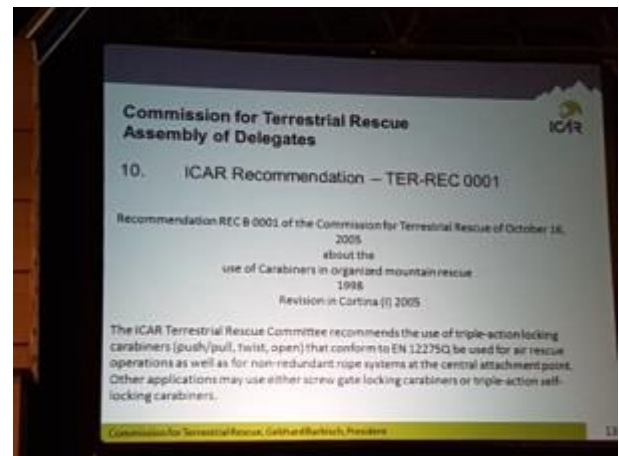 Commission for Terrestrial Rescue
Assembly of Delegates
ICAR
10. ICAR Recommendation – TER-REC 0001
Recommendation REC B 0001 of the Commission for Terrestrial Rescue of October 16,
2005
about the
use of Carabiners in organized mountain rescue
1998
Revision in Cortina (I) 2005
The ICAR Terrestrial Rescue Committee recommends the use of triple-action locking
carabiners (push/pull, twist, open) that conform to EN 12275Q be used for air rescue
operations as well as for non-redundant rope systems at the central attachment point.
Other applications may use either screw gate locking carabiners or triple-action self-
locking carabiners.
Commission for Terrestrial Rescue, Gebhard Barbisch, President
13